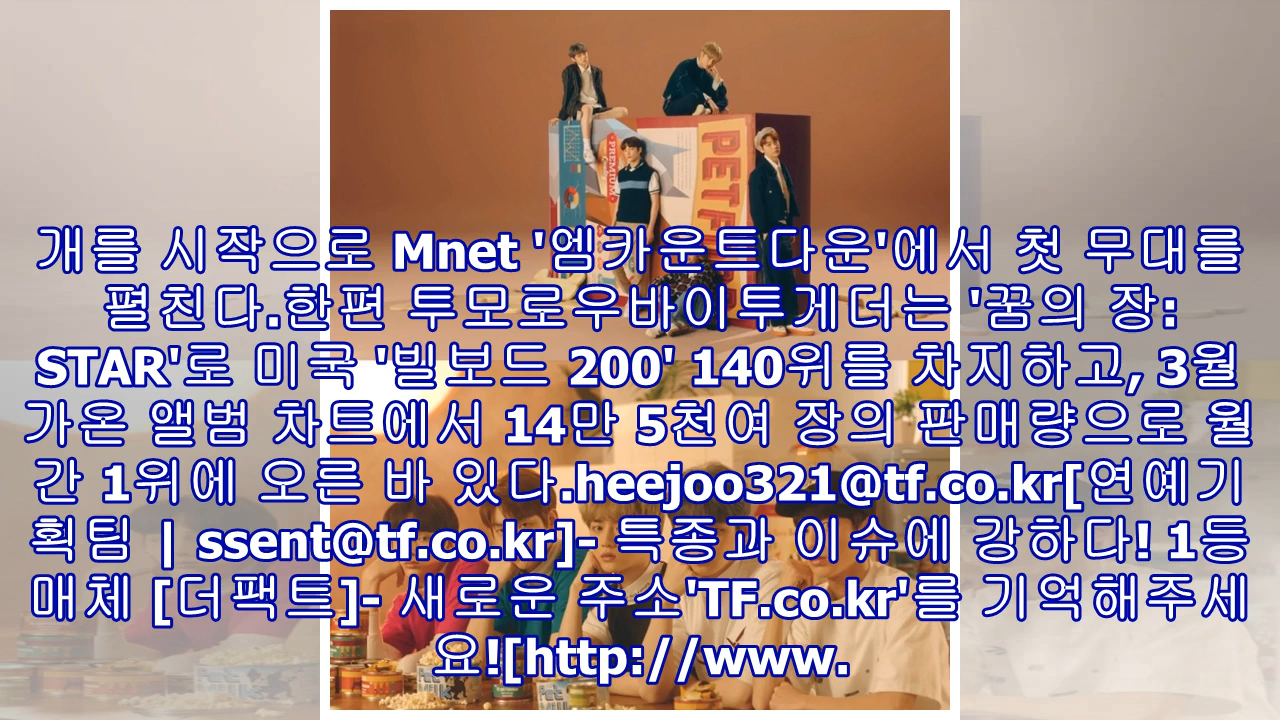 PREMIUM
PET F
개를 시작으로 Mnet '엠카운트다운'에서 첫 무대를
펼친다.한편 투모로우바이투게더는 '꿈의 장:
STAR'로 미국 '빌보드 200' 140위를 차지하고, 3월
가온 앨범 차트에서 14만 5천여 장의 판매량으로 월
간 1위에 오른 바 있다.heejoo321@tf.co.kr[연예기
획팀 | ssent@tf.co.kr]- 특종과 이슈에 강하다! 1등
매체 [더팩트]- 새로운 주소'TF.co.kr'를 기억해주세
요![http://www.